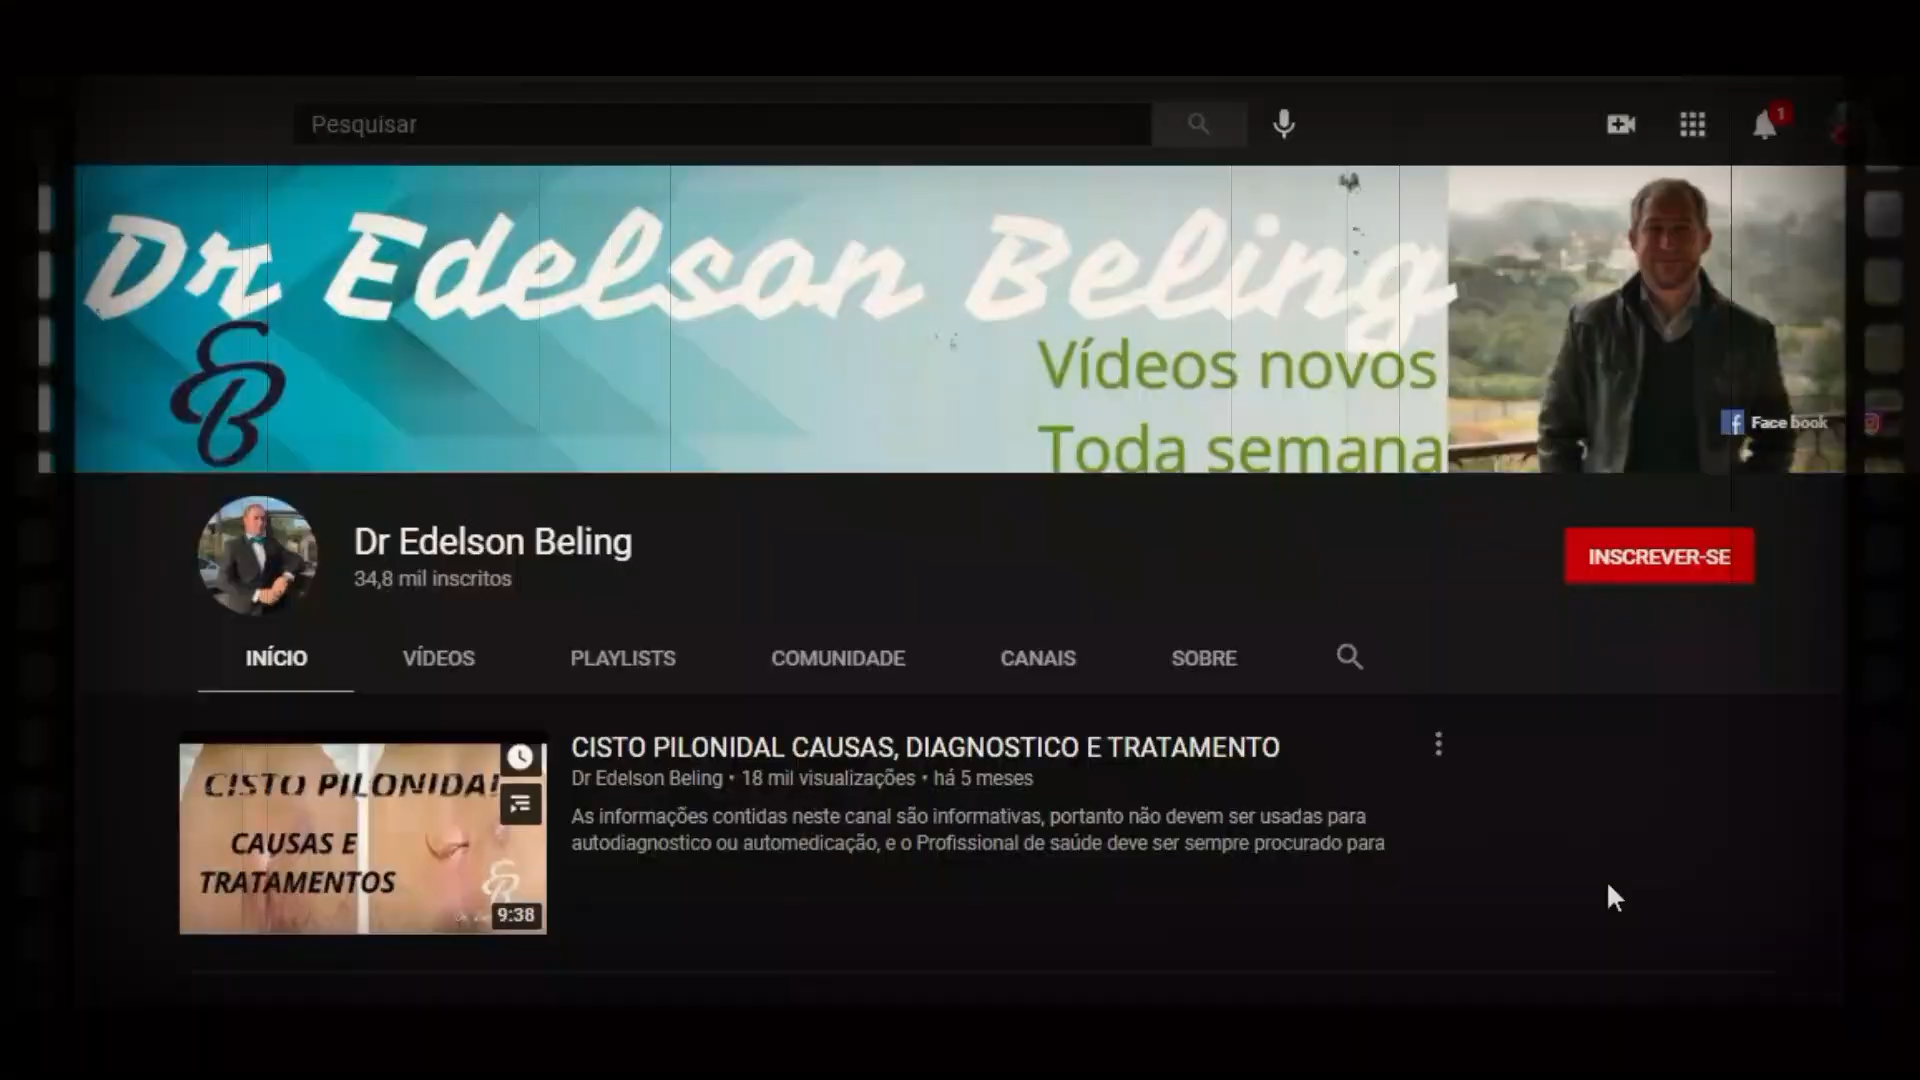 Pesquisar
1
Dr Edelson Beling
EB
Vídeos novos
Toda semana
Facebook
Dr Edelson Beling
34,8 mil inscritos
INSCREVER-SE
INÍCIO VÍDEOS PLAYLISTS COMUNIDADE CANAIS SOBRE
CISTO PILONIDAL
CAUSAS E
TRATAMENTOS
9:38
CISTO PILONIDAL CAUSAS, DIAGNOSTICO E TRATAMENTO
Dr Edelson Beling • 18 mil visualizações • há 5 meses
As informações contidas neste canal são informativas, portanto não devem ser usadas para
autodiagnostico ou automedicação, e o Profissional de saúde deve ser sempre procurado para